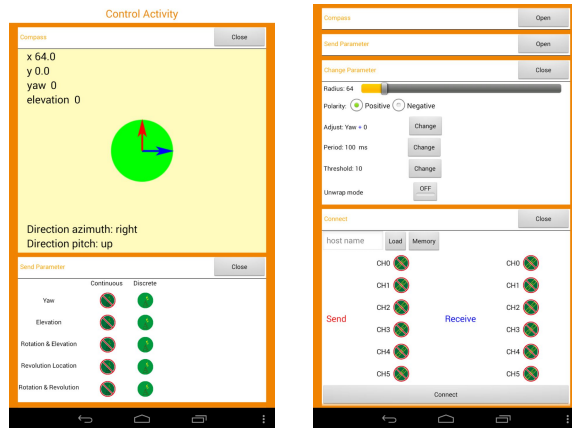 Control Activity
Compass Close
x 64.0
y 0.0
yaw 0
elevation 0
Direction azimuth: right
Direction pitch: up
Send Parameter Close
Continuous Discrete
Yaw
Elevation
Rotation & Elevation
Revolution Location
Rotation & Revolution
Compass Open
Send Parameter Open
Change Parameter Close
Radius: 64
Polarity: Positive Negative
Adjust: Yaw + 0 Change
Period: 100 ms Change
Threshold: 10 Change
Unwrap mode OFF
Connect Close
host name Load Memory
CH0 CH0
CH1 CH1
CH2 CH2
Send Receive
CH3 CH3
CH4 CH4
CH5 CH5
Connect